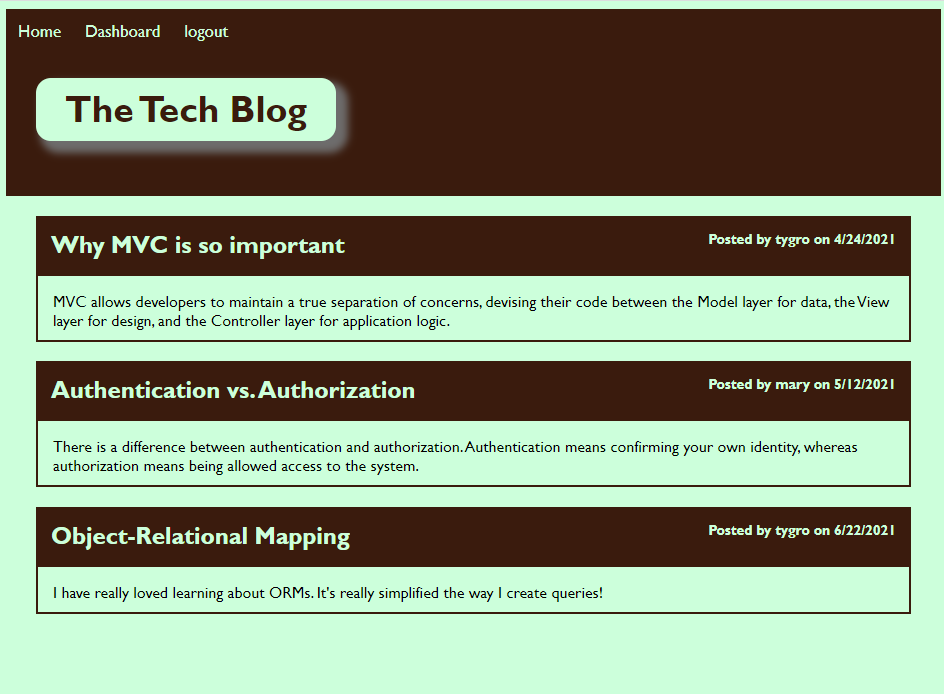 Home Dashboard logout
The Tech Blog
Why MVC is so important Posted by tygro on 4/24/2021
MVC allows developers to maintain a true separation of concerns, devising their code between the Model layer for data, the View
layer for design, and the Controller layer for application logic.
Authentication vs. Authorization Posted by mary on 5/12/2021
There is a difference between authentication and authorization. Authentication means confirming your own identity, whereas
authorization means being allowed access to the system.
Object-Relational Mapping Posted by tygro on 6/22/2021
I have really loved learning about ORMs. It's really simplified the way I create queries!